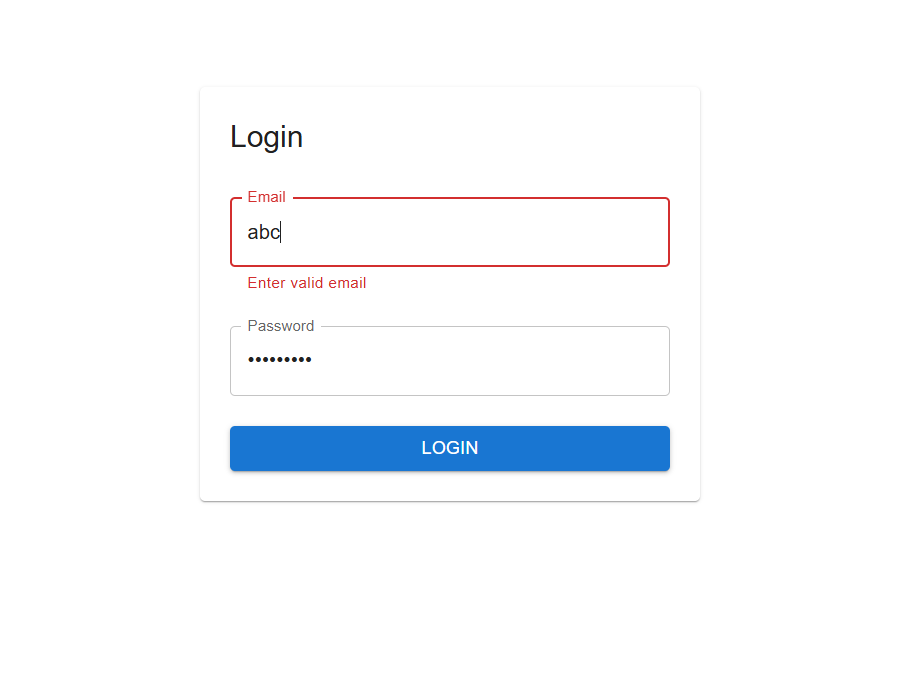 Login
Email
abc
Enter valid email
Password
•••••••••
LOGIN